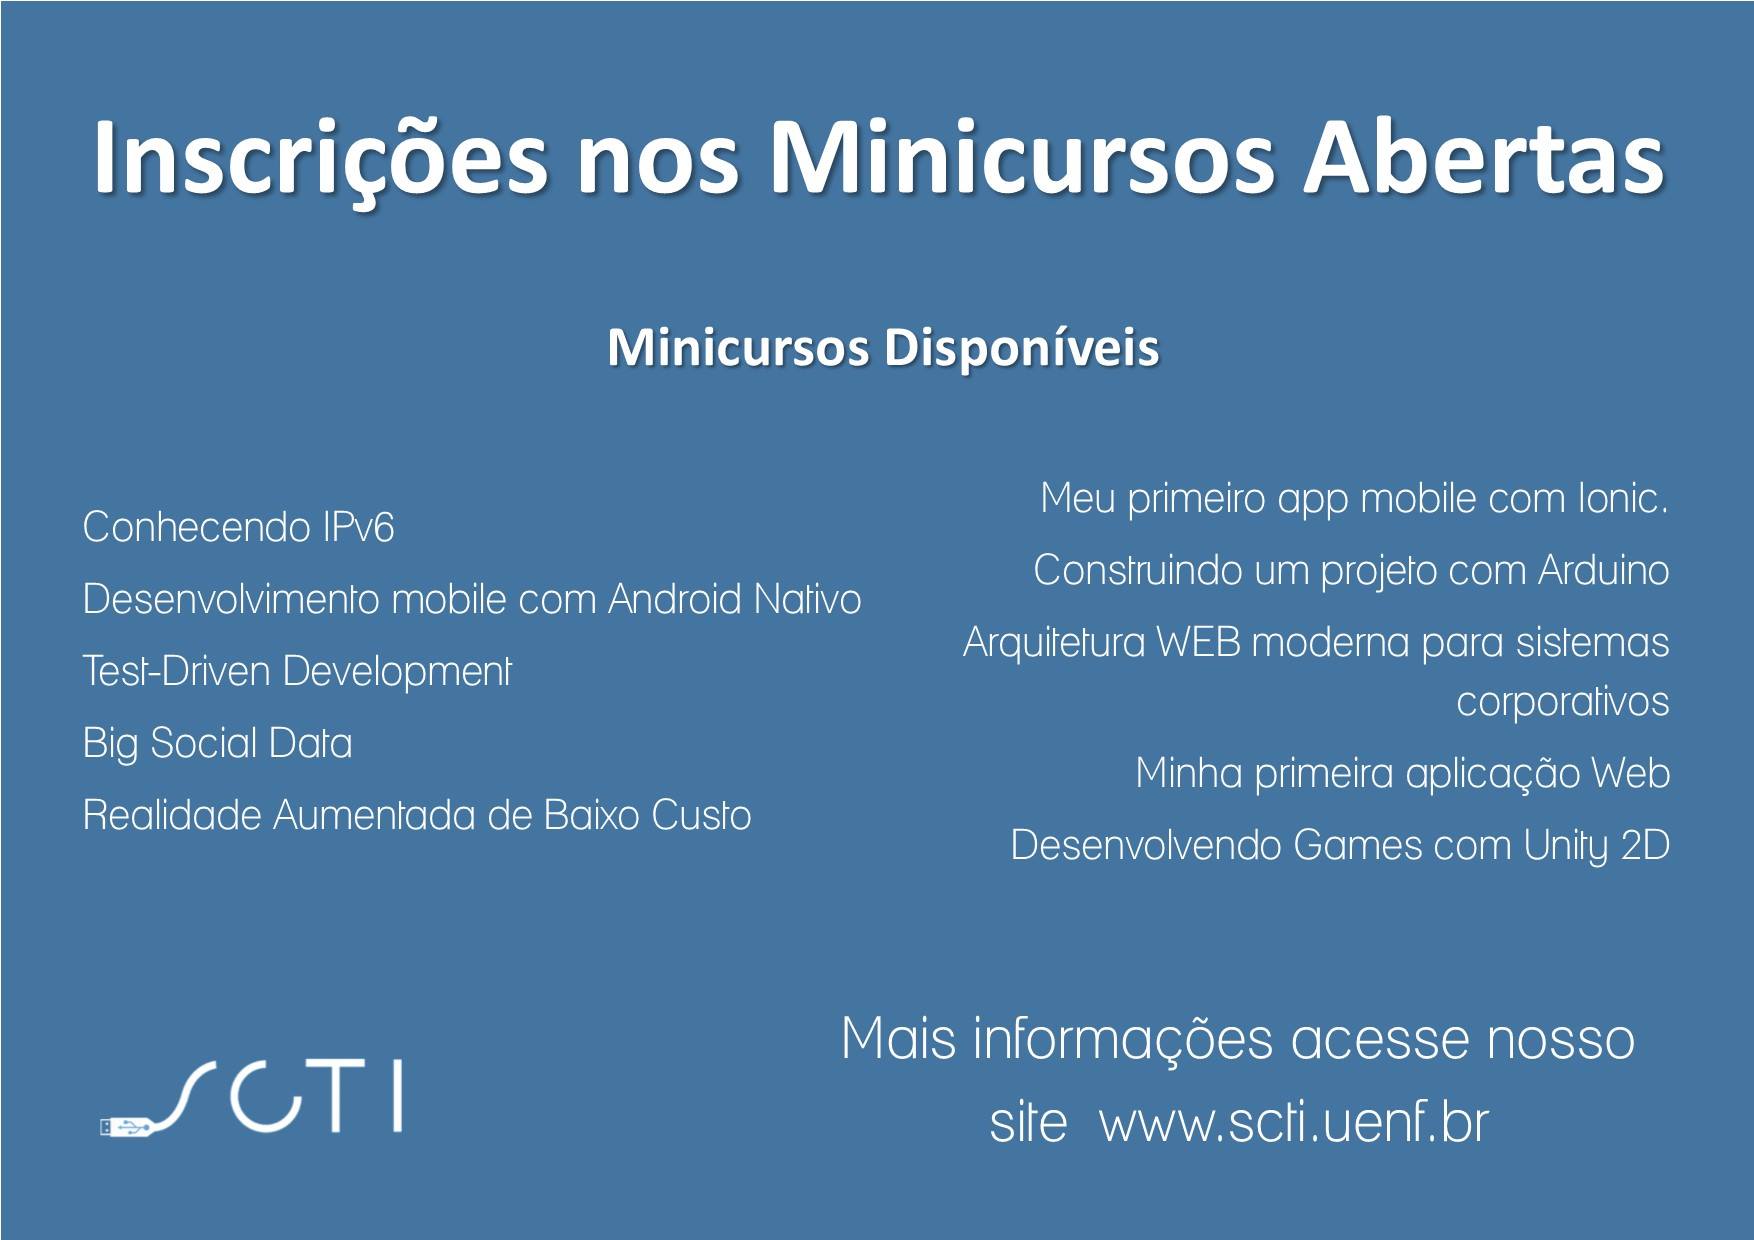 Inscrições nos Minicursos Abertas
Minicursos Disponíveis
Conhecendo IPv6
Desenvolvimento mobile com Android Nativo
Test-Driven Development
Big Social Data
Realidade Aumentada de Baixo Custo
Meu primeiro app mobile com Ionic.
Construindo um projeto com Arduino
Arquitetura WEB moderna para sistemas
corporativos
Minha primeira aplicação Web
Desenvolvendo Games com Unity 2D
SCTI
Mais informações acesse nosso
site www.scti.uenf.br